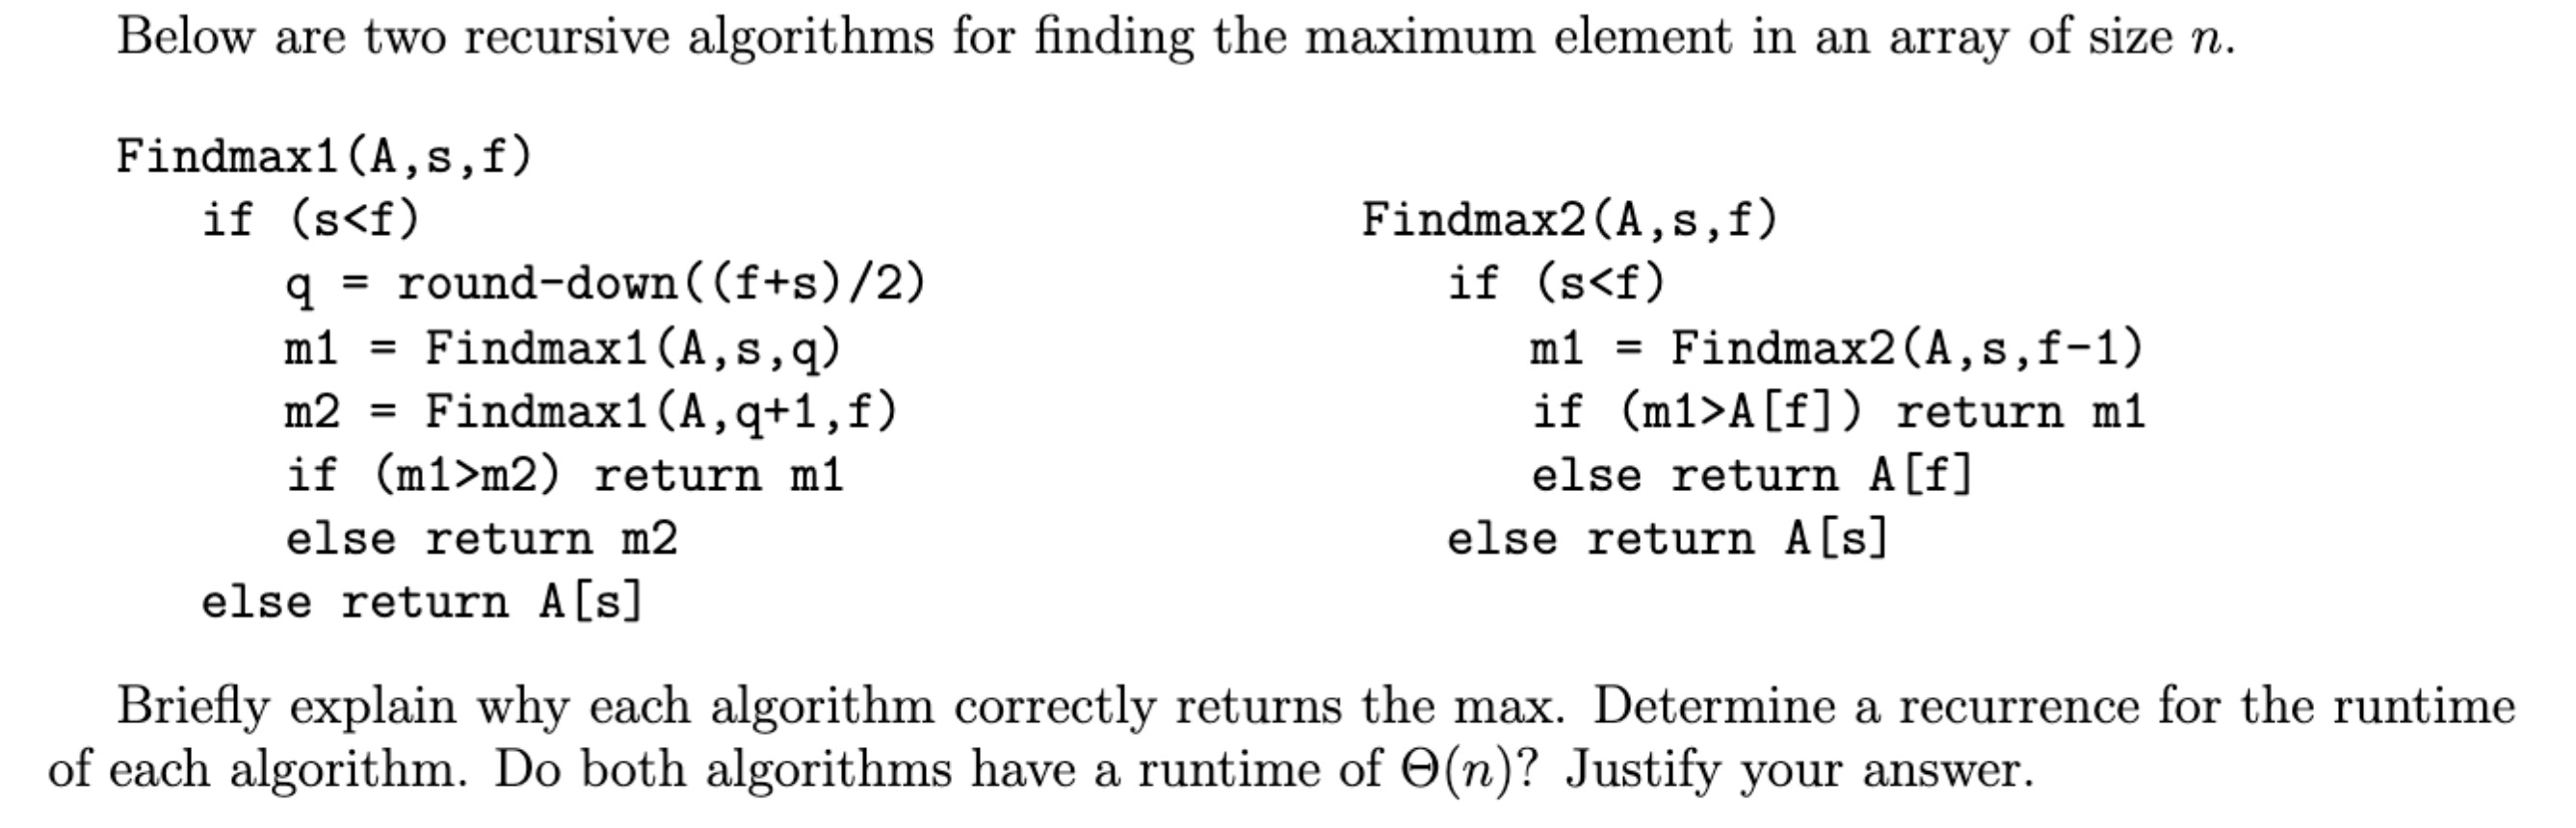 Below are two recursive algorithms for finding the maximum element in an array of size n.
Findmax1(A,s,f)
if (s<f)
q = round-down((f+s)/2)
m1 = Findmax1(A,s,q)
m2 = Findmax1(A,q+1,f)
if (m1>m2) return m1
else return m2
else return A[s]
Findmax2(A,s,f)
if (s<f)
m1 = Findmax2(A,s,f-1)
if (m1>A[f]) return m1
else return A[f]
else return A[s]
Briefly explain why each algorithm correctly returns the max. Determine a recurrence for the runtime
of each algorithm. Do both algorithms have a runtime of Θ(n)? Justify your answer.